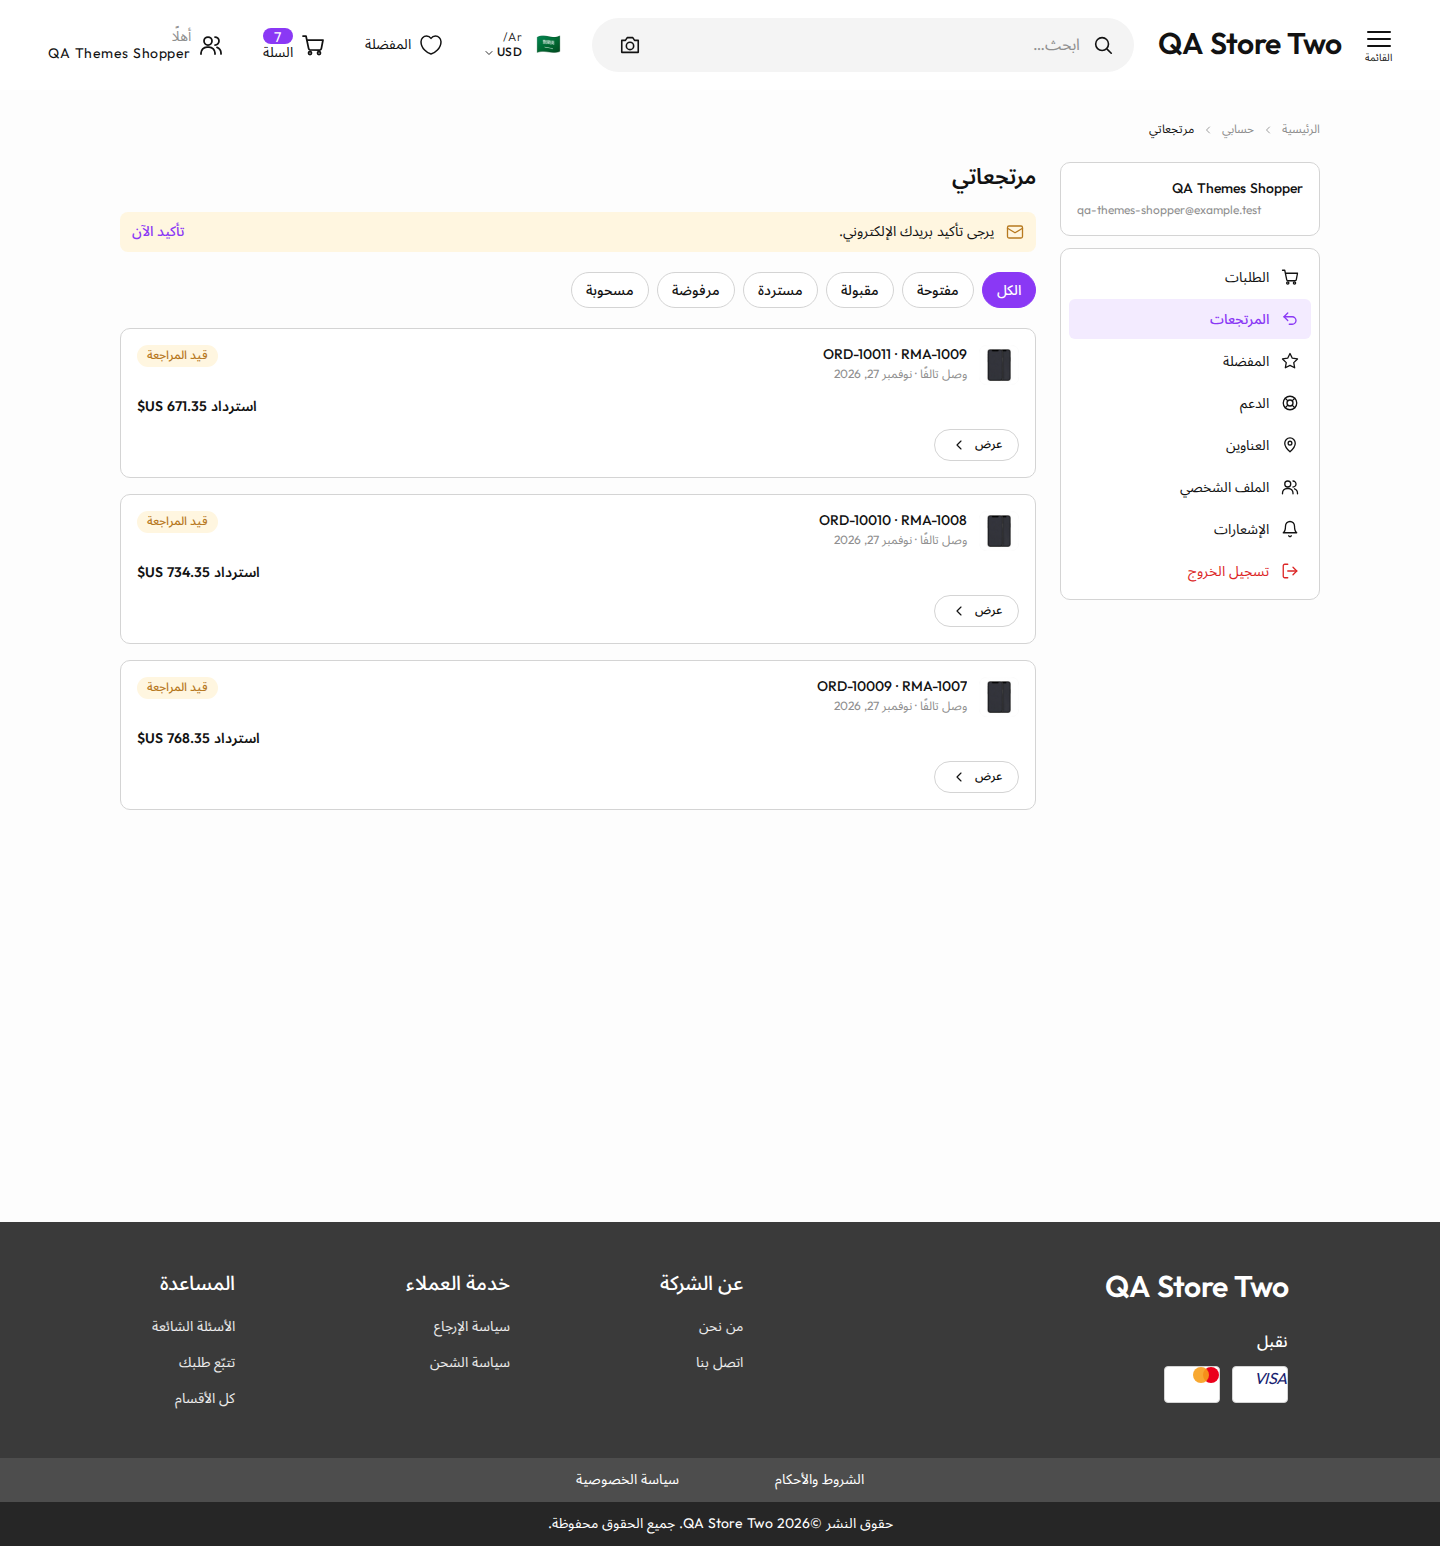 القائمة
QA Store Two
ابحث...
Ar/
USD
المفضلة
7
السلة
أهلًا
QA Themes Shopper
الرئيسية
حسابي
مرتجعاتي
QA Themes Shopper
qa-themes-shopper@example.test
الطلبات
المرتجعات
المفضلة
الدعم
العناوين
الملف الشخصي
الإشعارات
تسجيل الخروج
مرتجعاتي
يرجى تأكيد بريدك الإلكتروني.
تأكيد الآن
الكل
مفتوحة
مقبولة
مستردة
مرفوضة
مسحوبة
ORD-10011 · RMA-1009
وصل تالفًا · نوفمبر 27, 2026
قيد المراجعة
استرداد US 671.35$
عرض
ORD-10010 · RMA-1008
وصل تالفًا · نوفمبر 27, 2026
قيد المراجعة
استرداد US 734.35$
عرض
ORD-10009 · RMA-1007
وصل تالفًا · نوفمبر 27, 2026
قيد المراجعة
استرداد US 768.35$
عرض
QA Store Two
نقبل
VISA
عن الشركة
من نحن
اتصل بنا
خدمة العملاء
سياسة الإرجاع
سياسة الشحن
المساعدة
الأسئلة الشائعة
تتبّع طلبك
كل الأقسام
الشروط والأحكام
سياسة الخصوصية
حقوق النشر ©2026 QA Store Two. جميع الحقوق محفوظة.